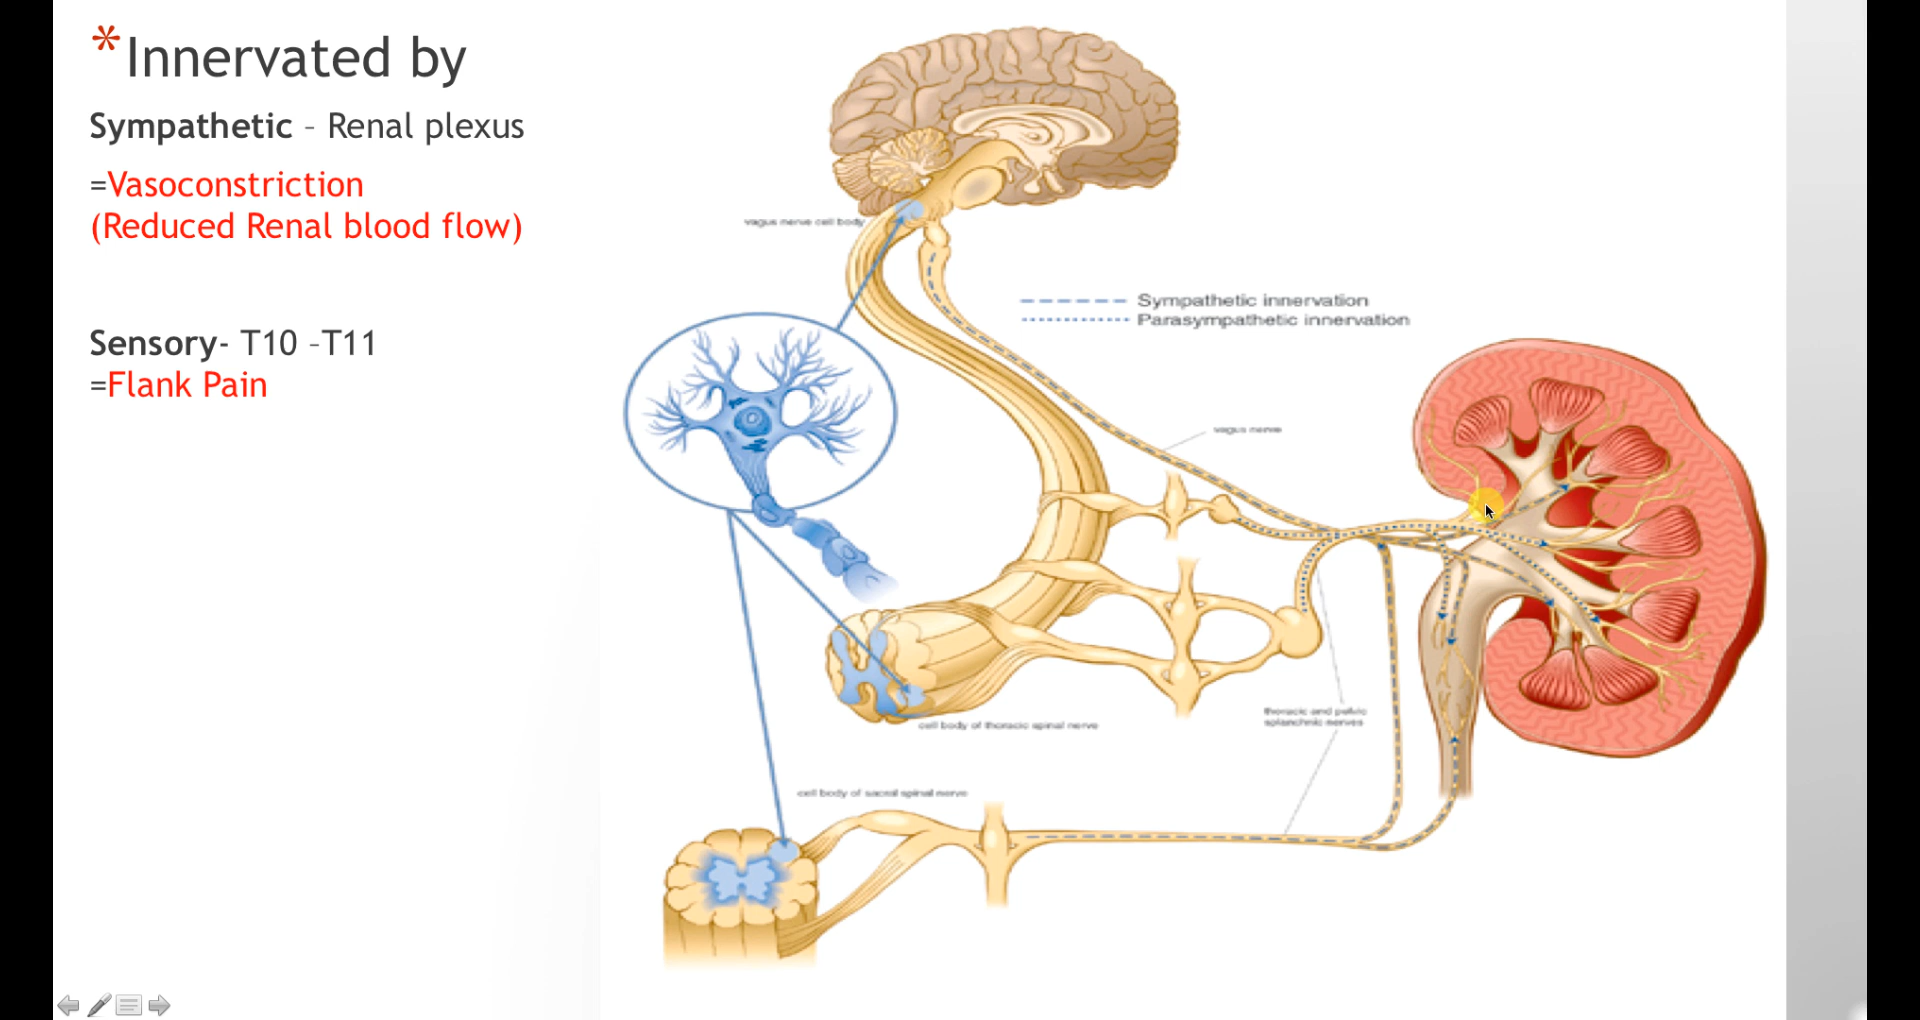 *Innervated by
Sympathetic – Renal plexus
=Vasoconstriction
(Reduced Renal blood flow)
Sensory- T10 –T11
=Flank Pain
vagus nerve cell body
Sympathetic innervation
Parasympathetic innervation
vagus nerve
thoracic and pelvic
splanchnic nerves
cell body of thoracic spinal nerve
cell body of sacral spinal nerve